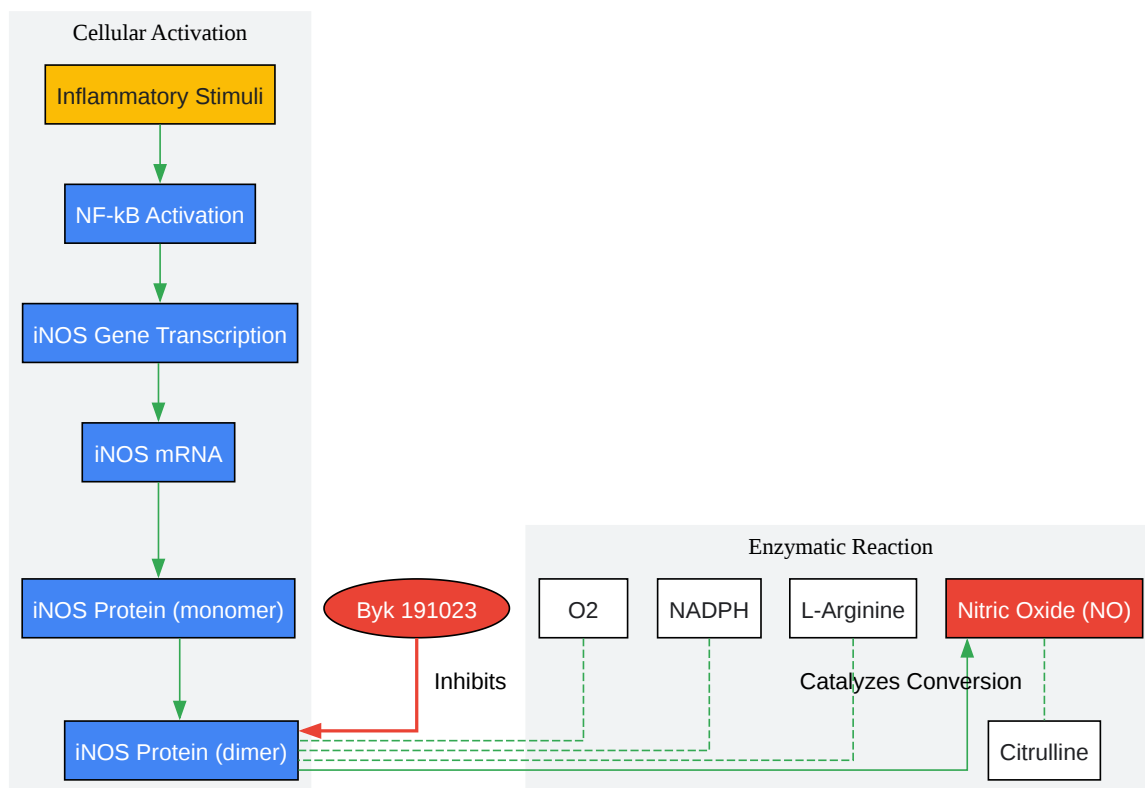 Cellular Activation
Inflammatory Stimuli
NF-kB Activation
iNOS Gene Transcription
iNOS mRNA
Enzymatic Reaction
iNOS Protein (monomer)
Byk 191023
O2
NADPH
L-Arginine
Nitric Oxide (NO)
Inhibits
Catalyzes Conversion
iNOS Protein (dimer)
Citrulline